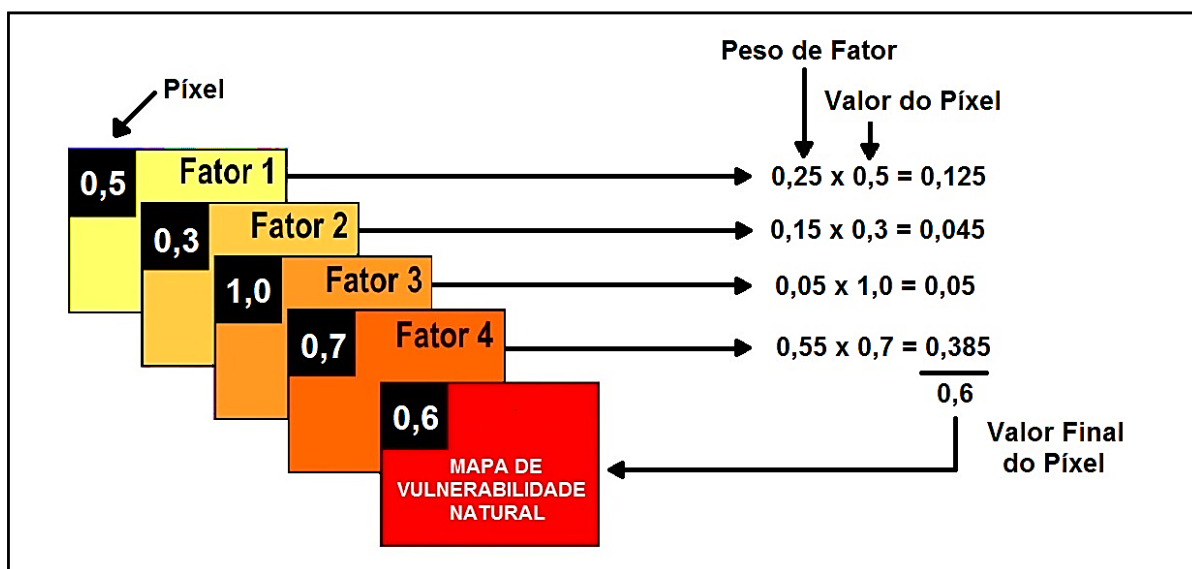 Peso de Fator
Píxel
Valor do Píxel
0,5
Fator 1
0,25 x 0,5 = 0,125
0,3
Fator 2
0,15 x 0,3 = 0,045
1,0
Fator 3
0,05 x 1,0 = 0,05
0,7
Fator 4
0,55 x 0,7 = 0,385
0,6
0,6
MAPA DE
VULNERABILIDADE
NATURAL
Valor Final
do Píxel